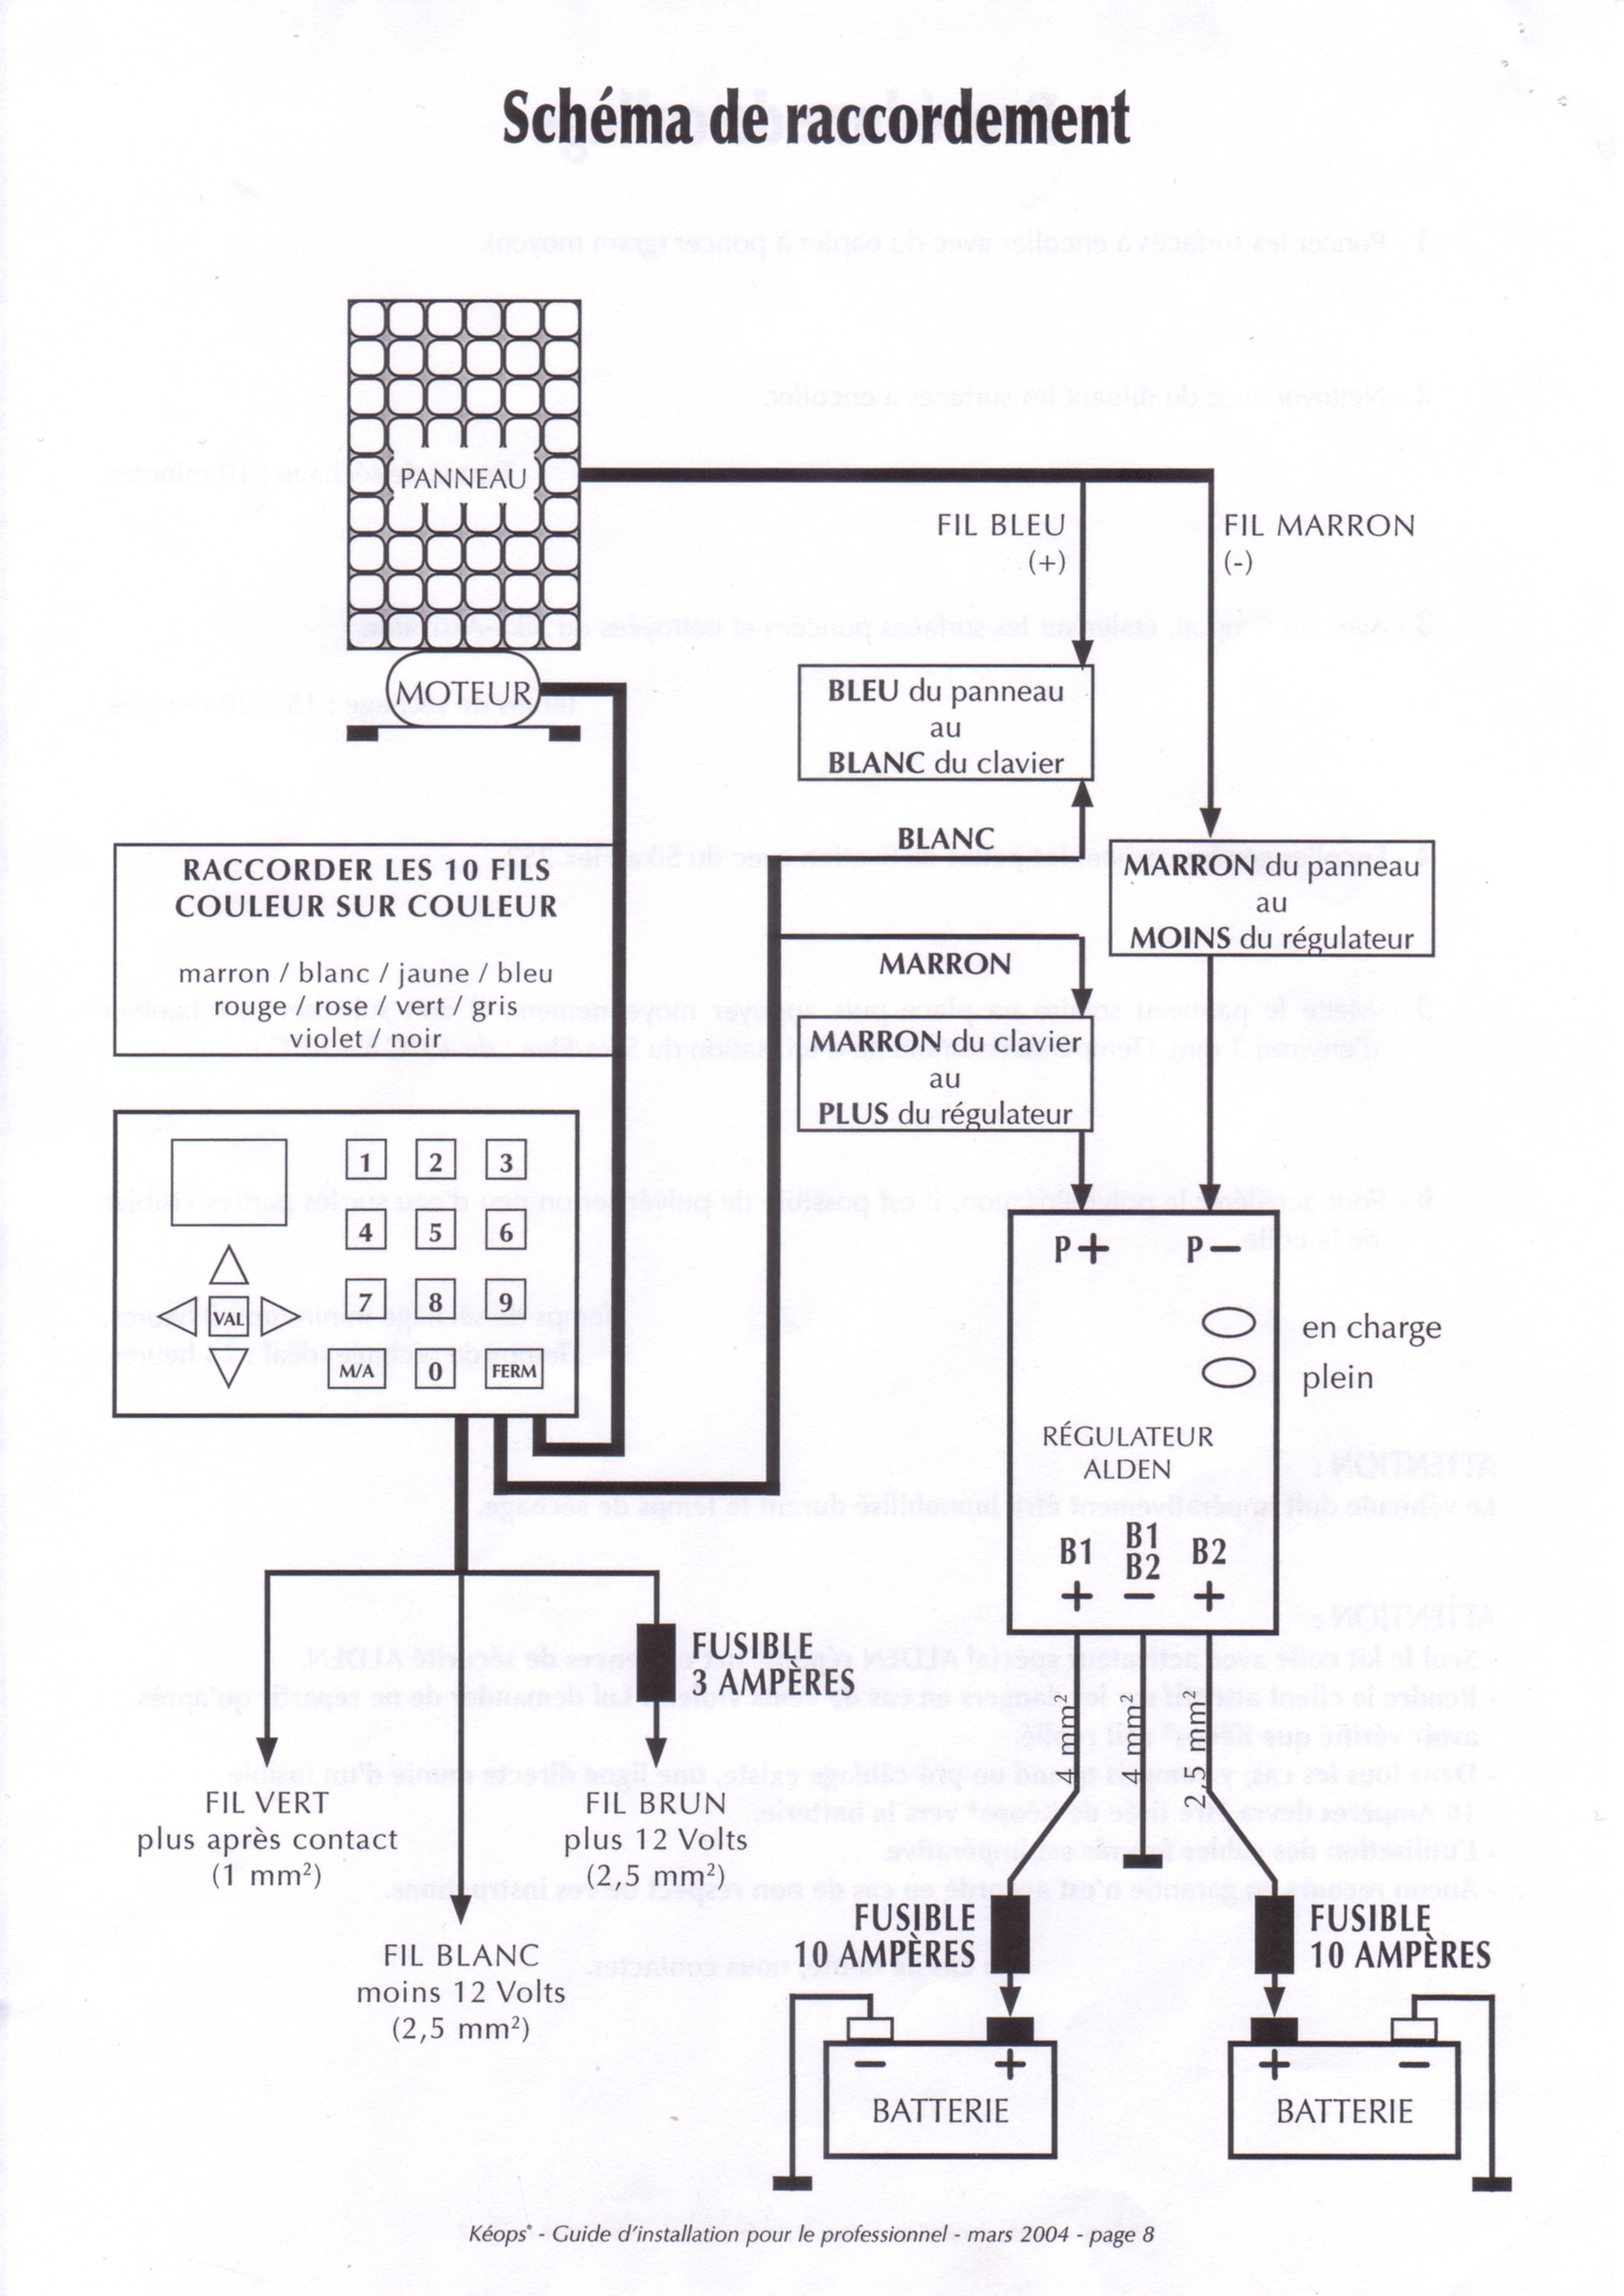 Schéma de raccordement
PANNEAU
FIL BLEU
(+)
FIL MARRON
(-)
MOTEUR
BLEU du panneau
au
BLANC du clavier
BLANC
MARRON du panneau
au
MOINS du régulateur
RACCORDER LES 10 FILS
COULEUR SUR COULEUR
marron / blanc / jaune / bleu
rouge / rose / vert / gris
violet / noir
MARRON
MARRON du clavier
au
PLUS du régulateur
1 2 3
4 5 6
7 8 9
VAL
M/A 0 FERM
P+ P-
en charge
plein
RÉGULATEUR
ALDEN
B1 B1 B2
B2
+ - +
FUSIBLE
3 AMPÈRES
4 mm²
4 mm²
2,5 mm²
FIL VERT
plus après contact
(1 mm²)
FIL BRUN
plus 12 Volts
(2,5 mm²)
FIL BLANC
moins 12 Volts
(2,5 mm²)
FUSIBLE
10 AMPÈRES
FUSIBLE
10 AMPÈRES
- +
BATTERIE
+ -
BATTERIE
Kéops® - Guide d'installation pour le professionnel - mars 2004 - page 8